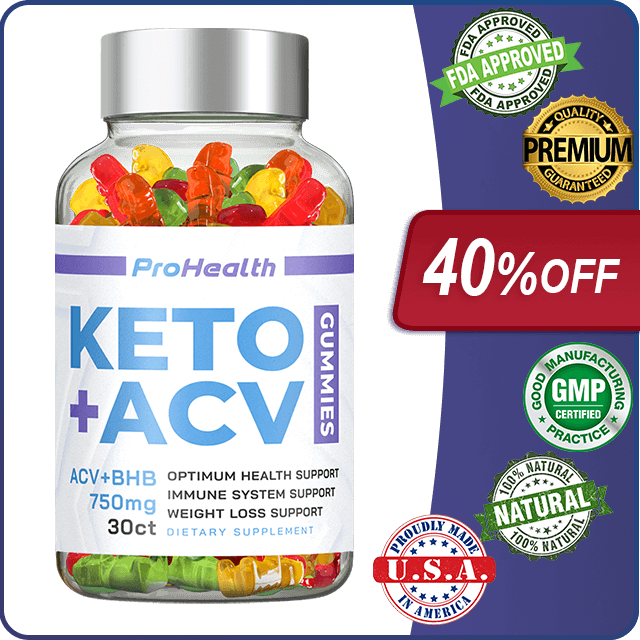 ProHealth
KETO
+ACV
GUMMIES
ACV+BHB
750mg
30ct
OPTIMUM HEALTH SUPPORT
IMMUNE SYSTEM SUPPORT
WEIGHT LOSS SUPPORT
DIETARY SUPPLEMENT
FDA APPROVED
FDA APPROVED
FDA APPROVED
QUALITY
PREMIUM
GUARANTEED
40%OFF
GOOD MANUFACTURING
GMP
CERTIFIED
PRACTICE
100% NATURAL
NATURAL
100% NATURAL
PROUDLY MADE
U.S.A.
IN AMERICA